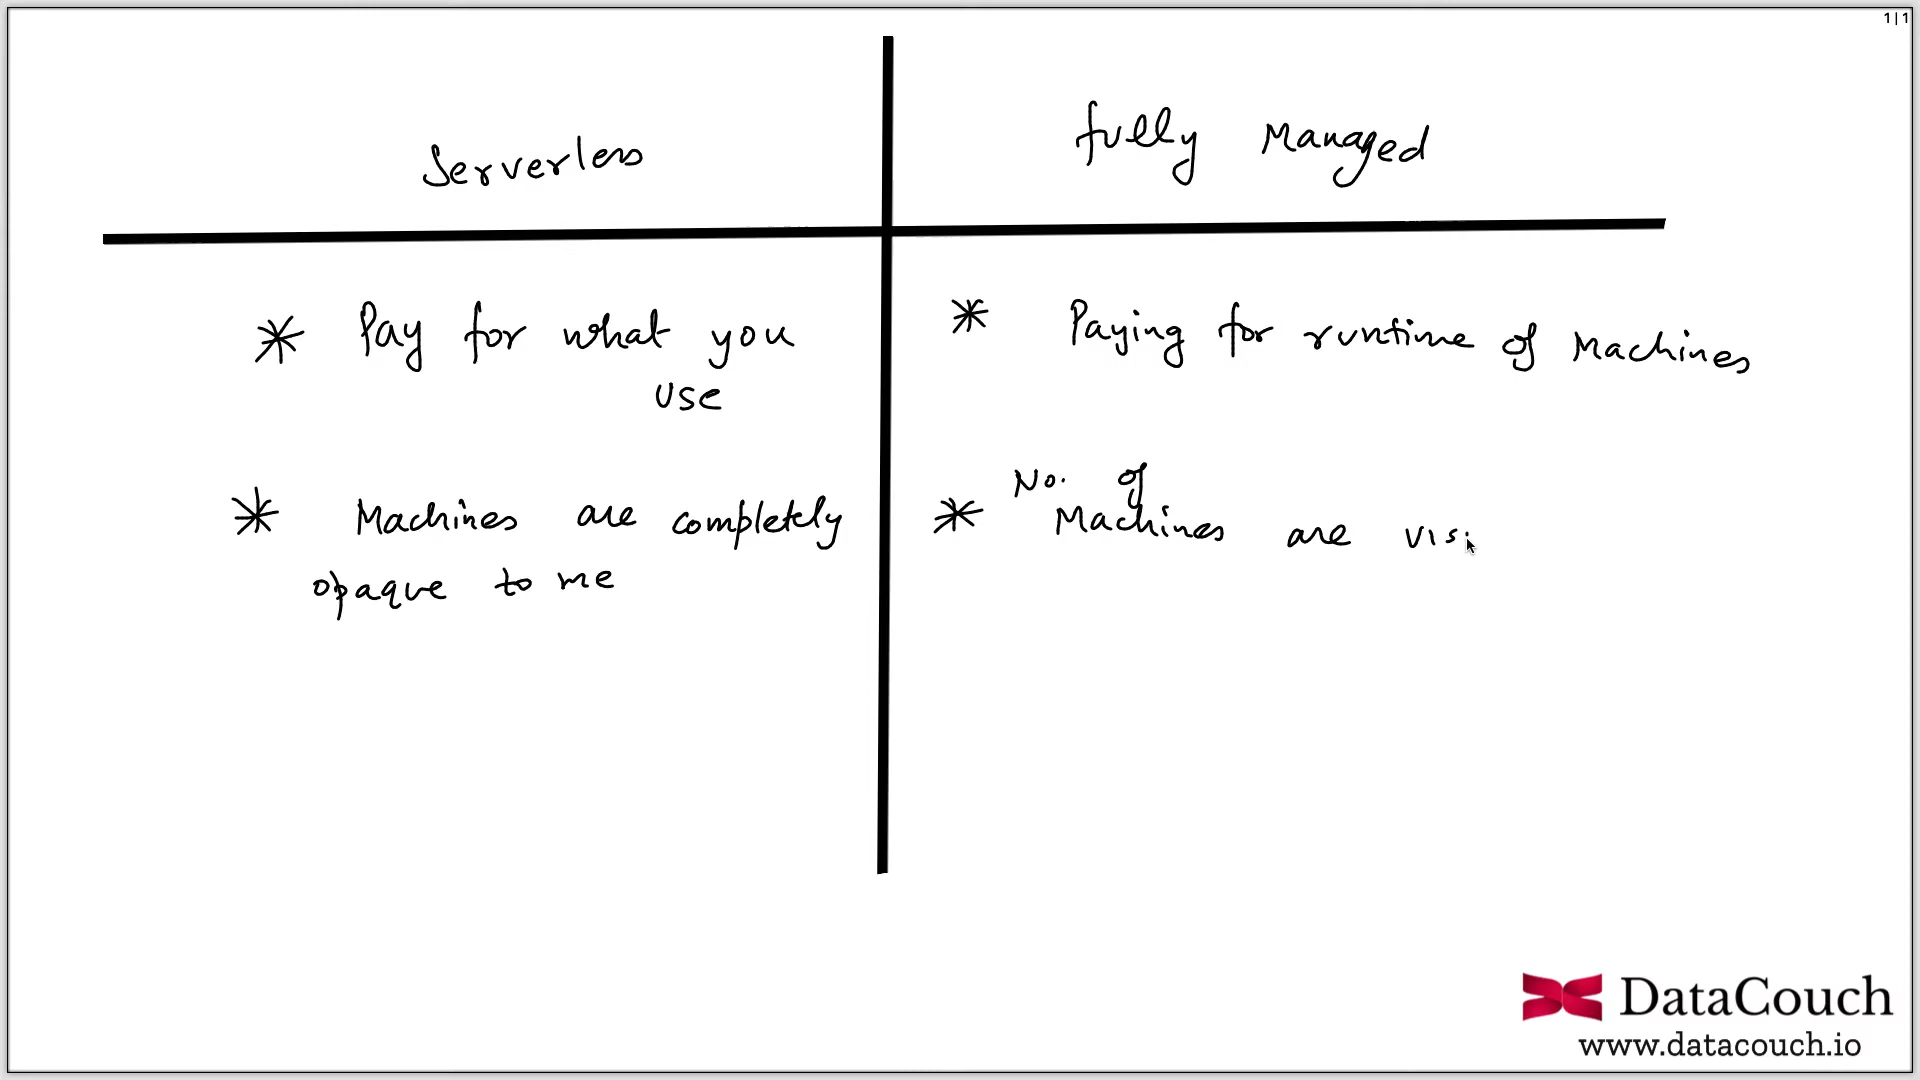 1|1
Serverless
fully Managed
* Pay for what you
use
* Paying for runtime of Machines
* Machines are completely
opaque to me
* No. of
Machines are vis
DataCouch
www.datacouch.io